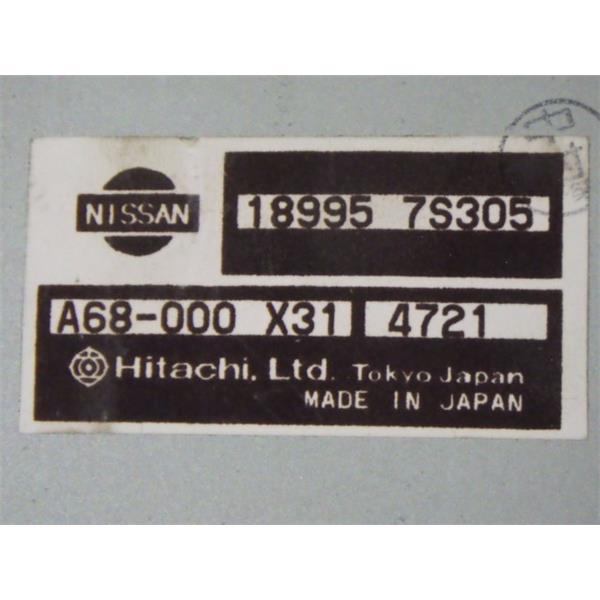 NISSAN
18995 7S305
A68-000 X31 4721
Hitachi, Ltd. Tokyo Japan
MADE IN JAPAN